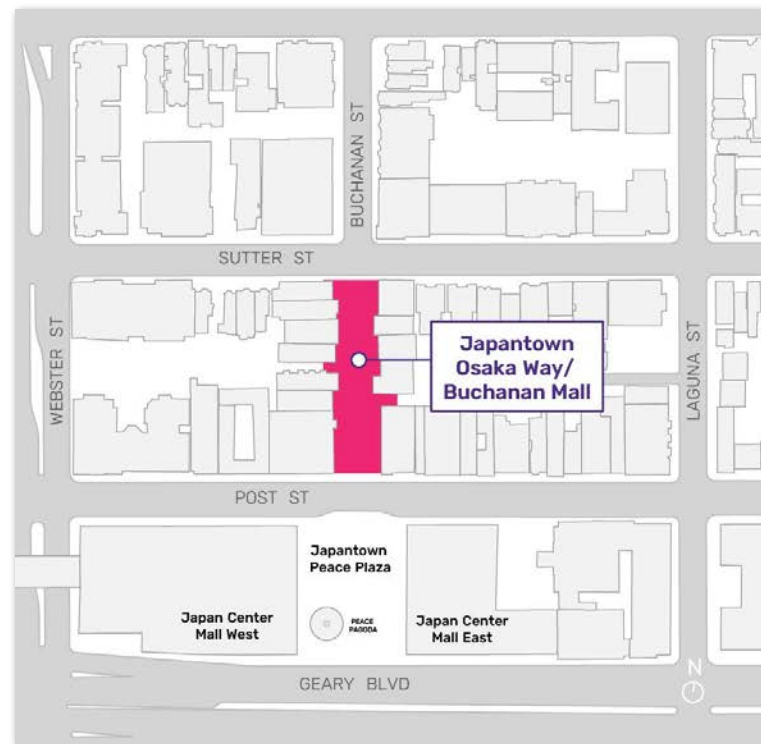 BUCHANAN ST
SUTTER ST
WEBSTER ST
Japantown
Osaka Way/
Buchanan Mall
LAGUNA ST
POST ST
Japantown
Peace Plaza
Japan Center
Mall West
PEACE
PAGODA
Japan Center
Mall East
GEARY BLVD
N